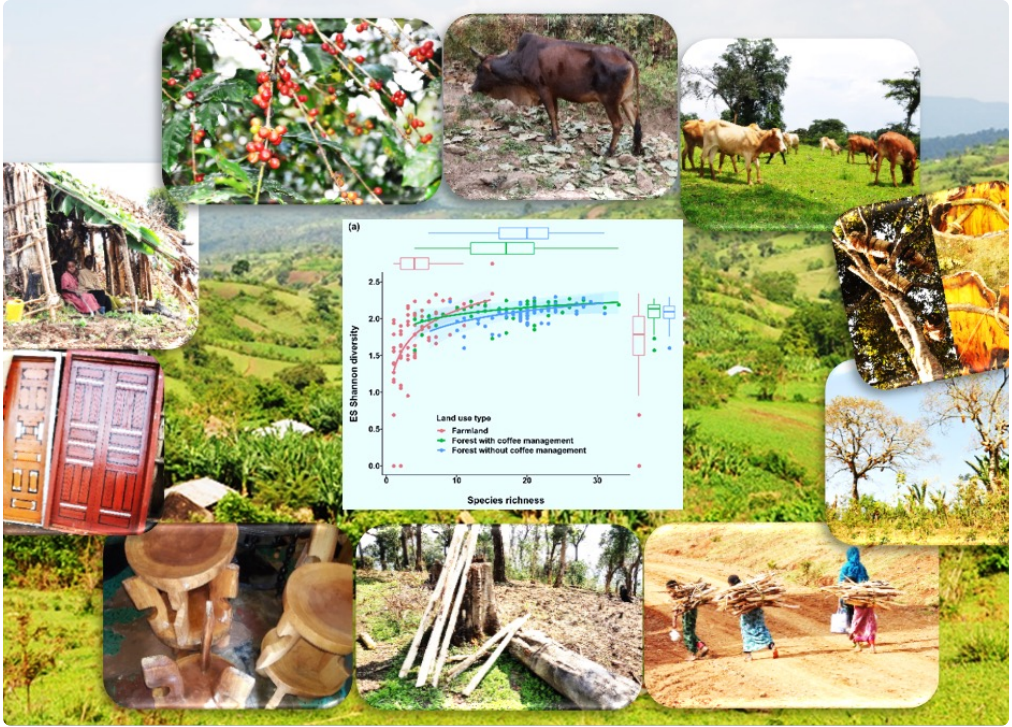 (a)
2.5
2.0
1.5
1.0
0.5
0.0
ES Shannon diversity
Land use type
Farmland
Forest with coffee management
Forest without coffee management
0 10 20 30
Species richness